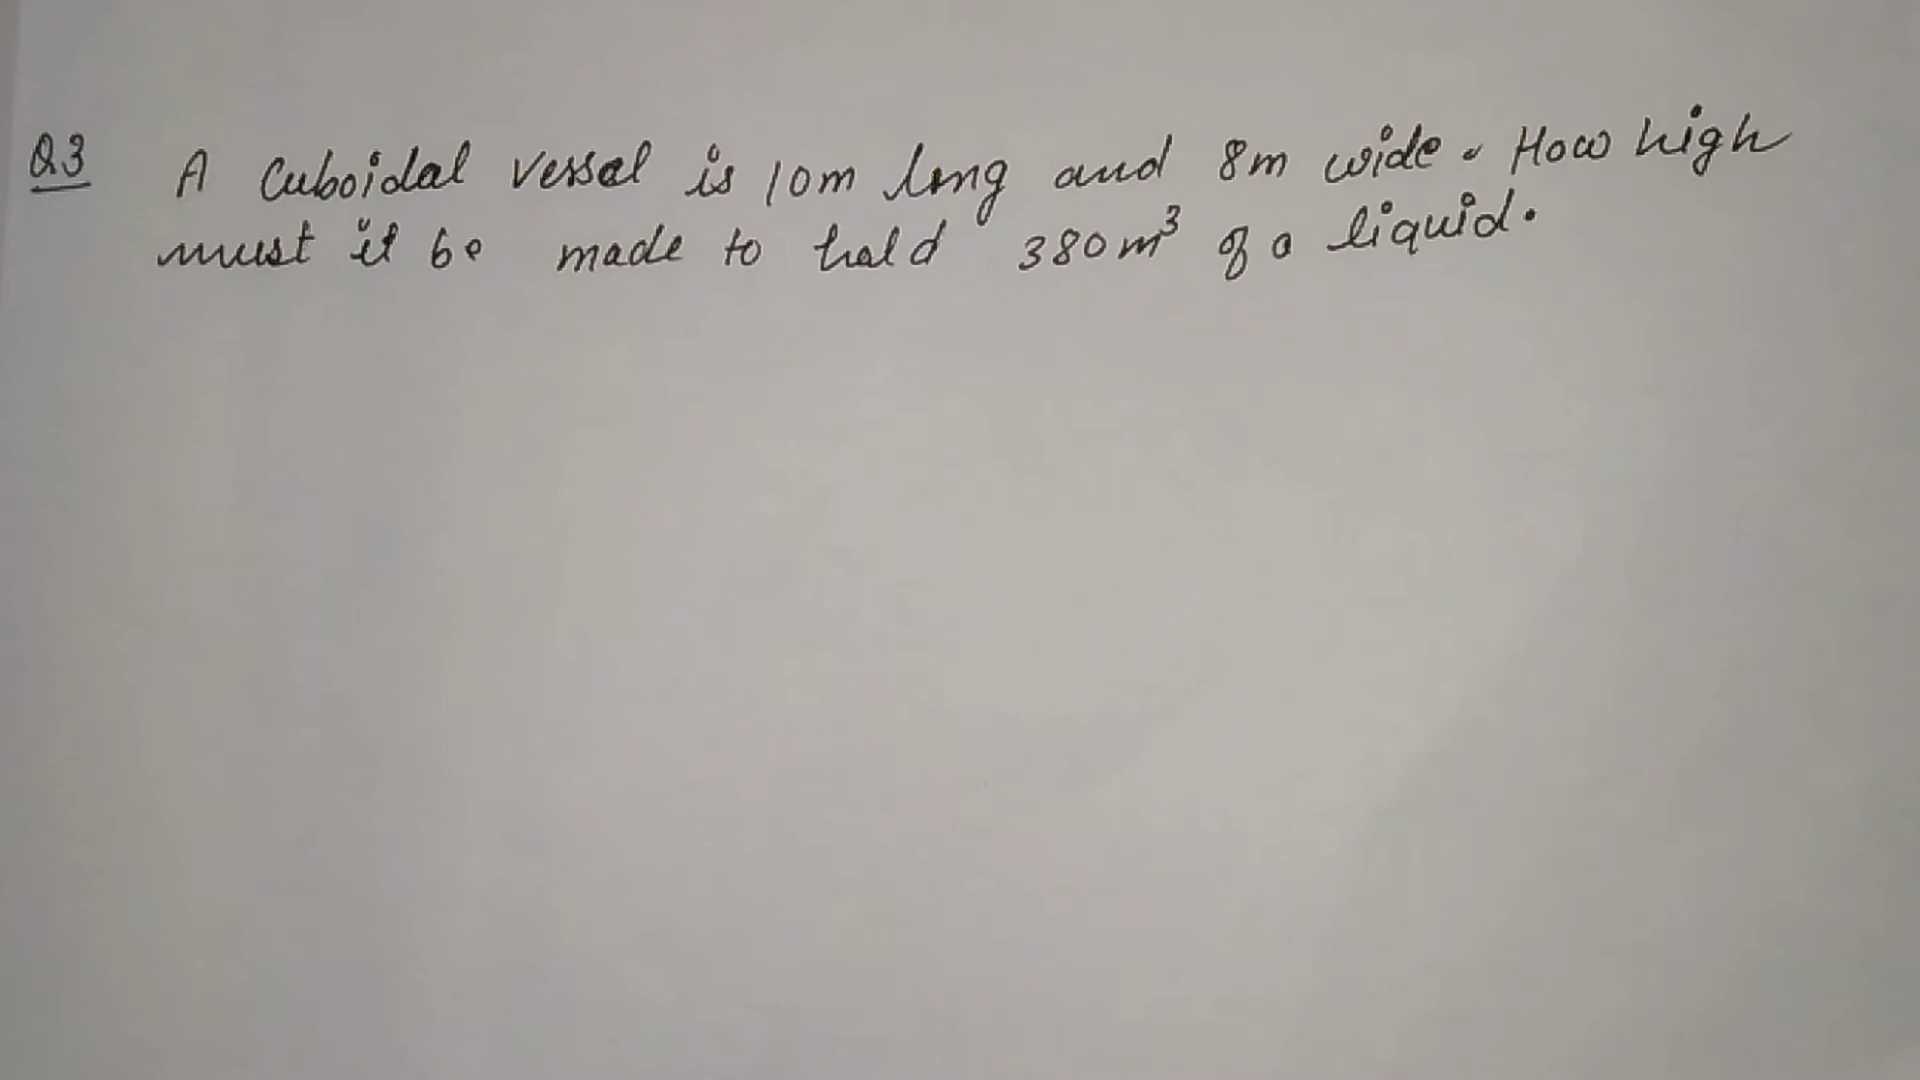 Q3 A Cuboidal vessel is 10m long and 8m wide. How high
must it be made to hold 380m³ of a liquid.